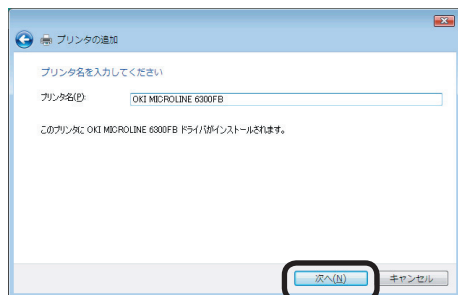 プリンタの追加
プリンタ名を入力してください
プリンタ名(P): OKI MICROLINE 6300FB
このプリンタに OKI MICROLINE 6300FB ドライバがインストールされます。
次へ(N) キャンセル